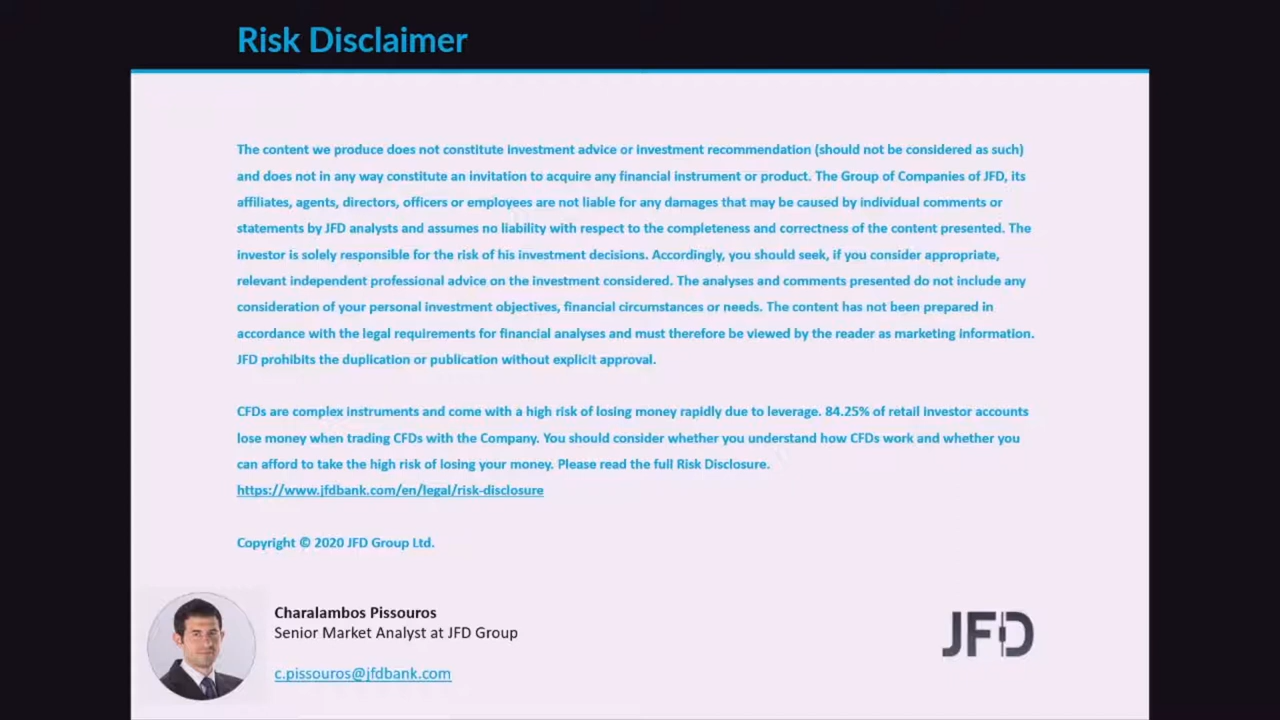 Risk Disclaimer
The content we produce does not constitute investment advice or investment recommendation (should not be considered as such)
and does not in any way constitute an invitation to acquire any financial instrument or product. The Group of Companies of JFD, its
affiliates, agents, directors, officers or employees are not liable for any damages that may be caused by individual comments or
statements by JFD analysts and assumes no liability with respect to the completeness and correctness of the content presented. The
investor is solely responsible for the risk of his investment decisions. Accordingly, you should seek, if you consider appropriate,
relevant independent professional advice on the investment considered. The analyses and comments presented do not include any
consideration of your personal investment objectives, financial circumstances or needs. The content has not been prepared in
accordance with the legal requirements for financial analyses and must therefore be viewed by the reader as marketing information.
JFD prohibits the duplication or publication without explicit approval.
CFDs are complex instruments and come with a high risk of losing money rapidly due to leverage. 84.25% of retail investor accounts
lose money when trading CFDs with the Company. You should consider whether you understand how CFDs work and whether you
can afford to take the high risk of losing your money. Please read the full Risk Disclosure.
https://www.jfdbank.com/en/legal/risk-disclosure
Copyright © 2020 JFD Group Ltd.
Charalambos Pissouros
Senior Market Analyst at JFD Group
c.pissouros@jfdbank.com
JFD